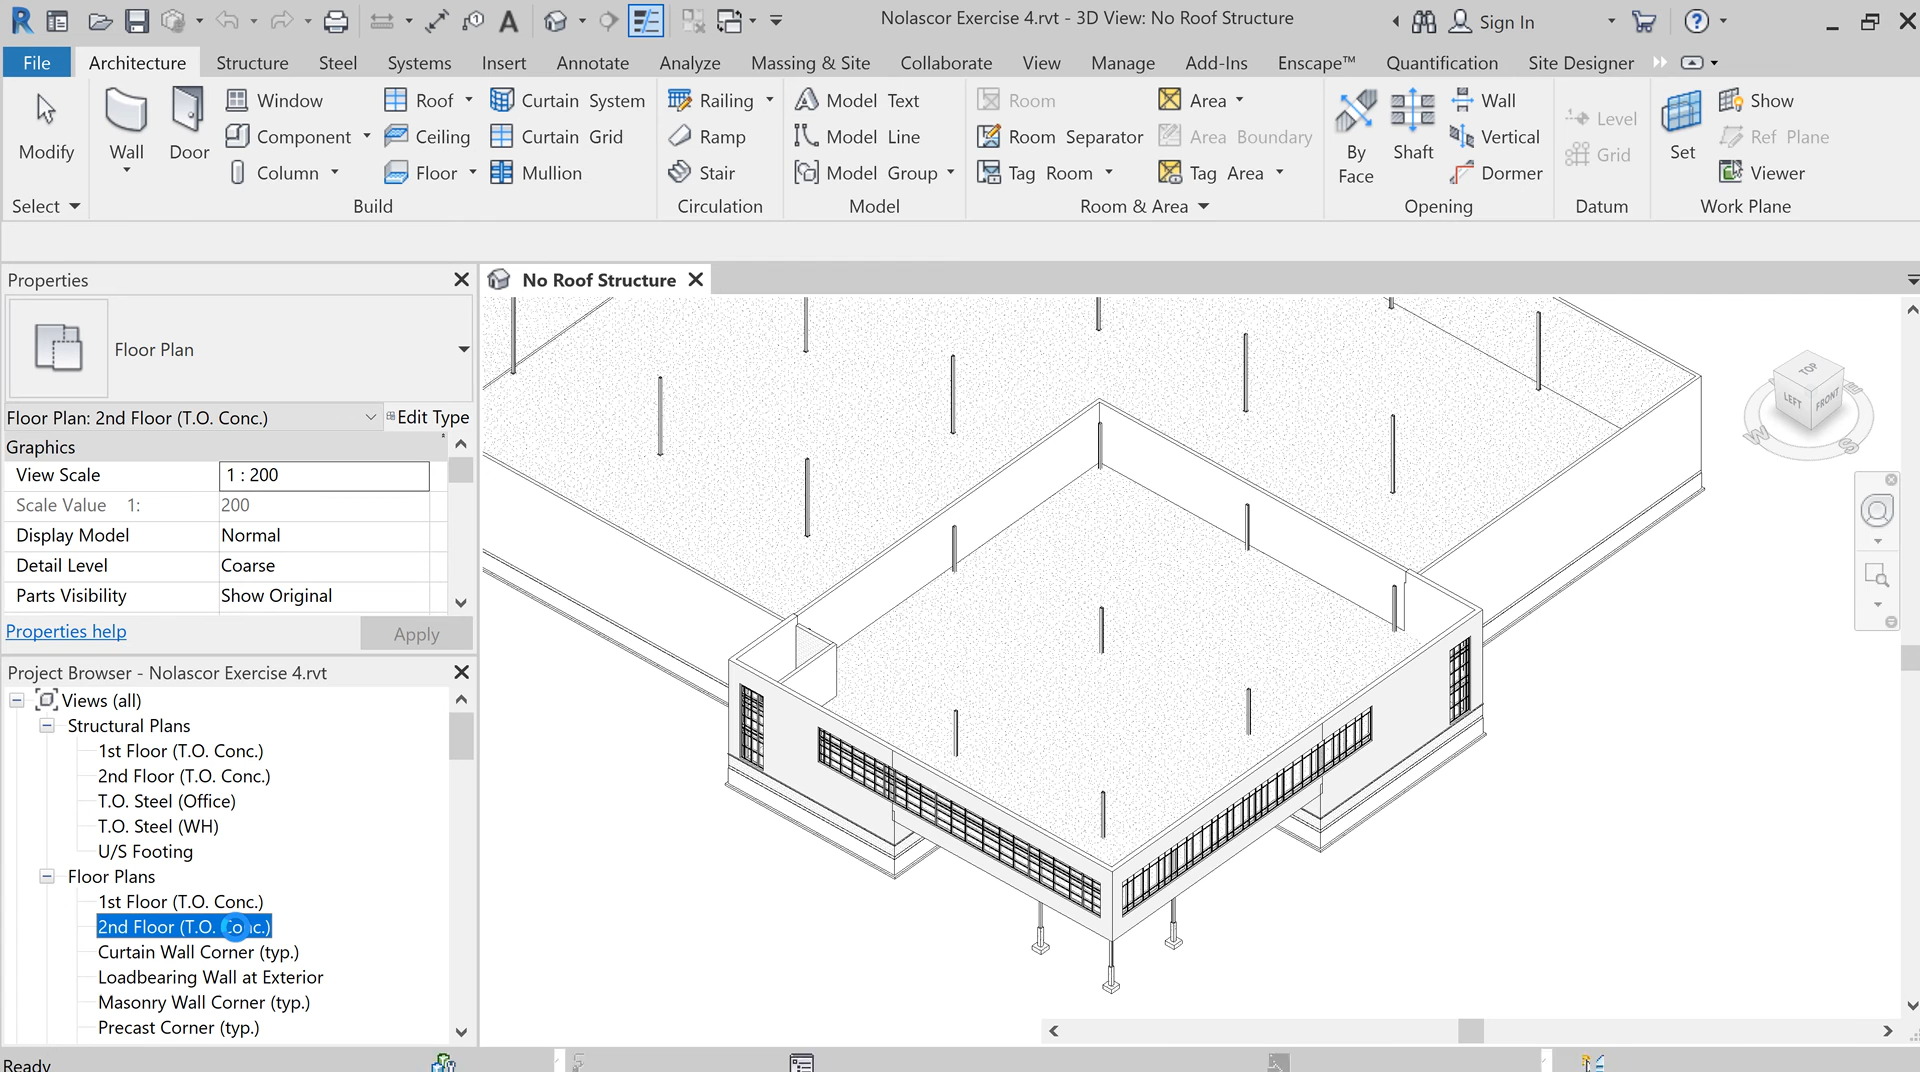 Nolascor Exercise 4.rvt - 3D View: No Roof Structure
Sign In
File Architecture Structure Steel Systems Insert Annotate Analyze Massing & Site Collaborate View Manage Add-Ins Enscape™ Quantification Site Designer
Modify
Wall
Door
Window
Component
Column
Roof
Ceiling
Floor
Curtain System
Curtain Grid
Mullion
Railing
Ramp
Stair
Model Text
Model Line
Model Group
Room
Room Separator
Tag Room
Area
Area Boundary
Tag Area
By
Face
Shaft
Wall
Vertical
Dormer
Level
Grid
Set
Show
Ref Plane
Viewer
Select Build Circulation Model Room & Area Opening Datum Work Plane
Properties
Floor Plan
Floor Plan: 2nd Floor (T.O. Conc.) Edit Type
Graphics
View Scale 1 : 200
Scale Value 1: 200
Display Model Normal
Detail Level Coarse
Parts Visibility Show Original
Properties help Apply
Project Browser - Nolascor Exercise 4.rvt
Views (all)
Structural Plans
1st Floor (T.O. Conc.)
2nd Floor (T.O. Conc.)
T.O. Steel (Office)
T.O. Steel (WH)
U/S Footing
Floor Plans
1st Floor (T.O. Conc.)
2nd Floor (T.O. Conc.)
Curtain Wall Corner (typ.)
Loadbearing Wall at Exterior
Masonry Wall Corner (typ.)
Precast Corner (typ.)
No Roof Structure
TOP
LEFT
FRONT
W
S
Ready